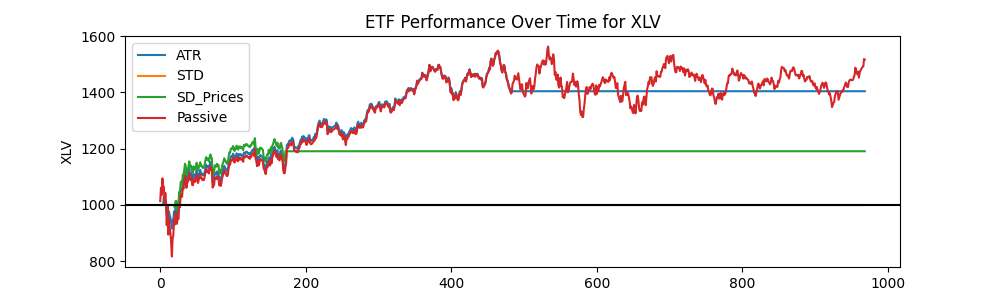 ETF Performance Over Time for XLV
1600
1400
1200
1000
800
XLV
ATR
STD
SD_Prices
Passive
0
200
400
600
800
1000